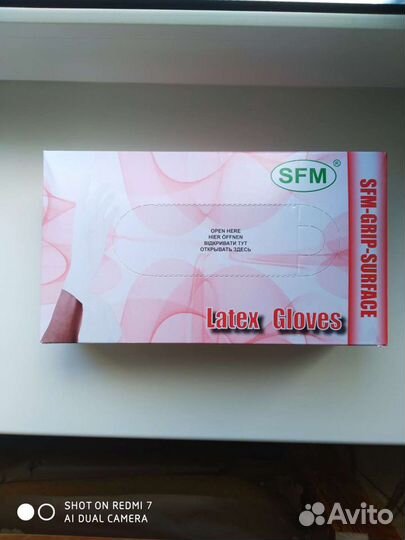 SFM®
SFM-GRIP-SURFACE
OPEN HERE
HIER ÖFFNEN
ВІДКРИВАТИ ТУТ
ОТКРЫВАТЬ ЗДЕСЬ
Latex Gloves
SHOT ON REDMI 7
AI DUAL CAMERA
Avito